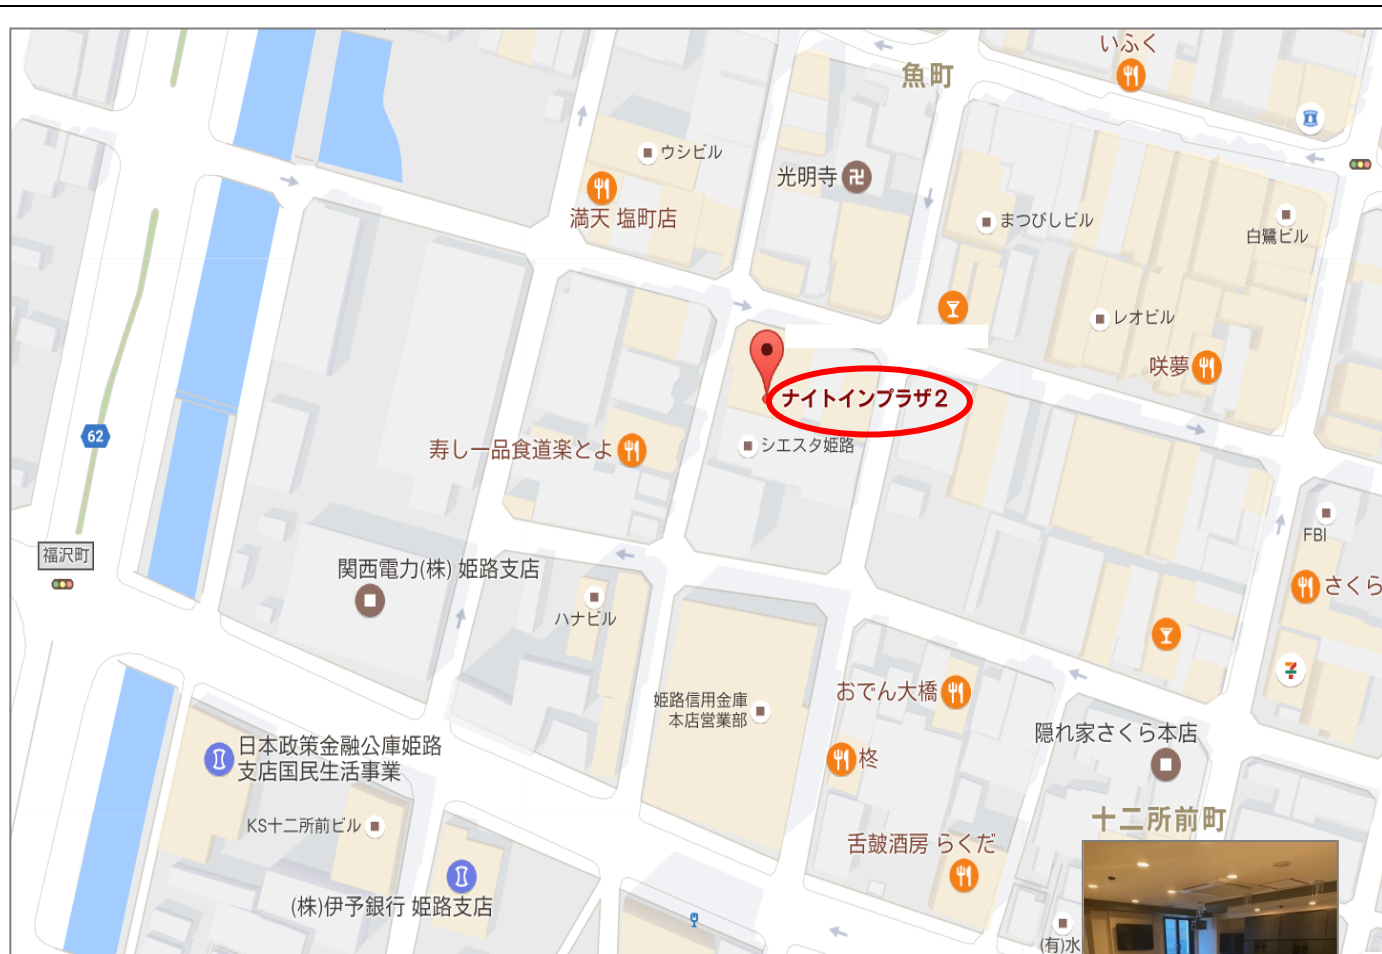 いふく
魚町
ウシビル
光明寺
満天 塩町店
まつびしビル
白鷺ビル
レオビル
咲夢
ナイトインプラザ２
62
寿し一品食道楽とよ
シエスタ姫路
FBI
福沢町
関西電力(株) 姫路支店
さくら
ハナビル
姫路信用金庫
本店営業部
おでん大橋
隠れ家さくら本店
日本政策金融公庫姫路
支店国民生活事業
柊
十二所前町
KS十二所前ビル
舌鼓酒房 らくだ
(株)伊予銀行 姫路支店
(有)水